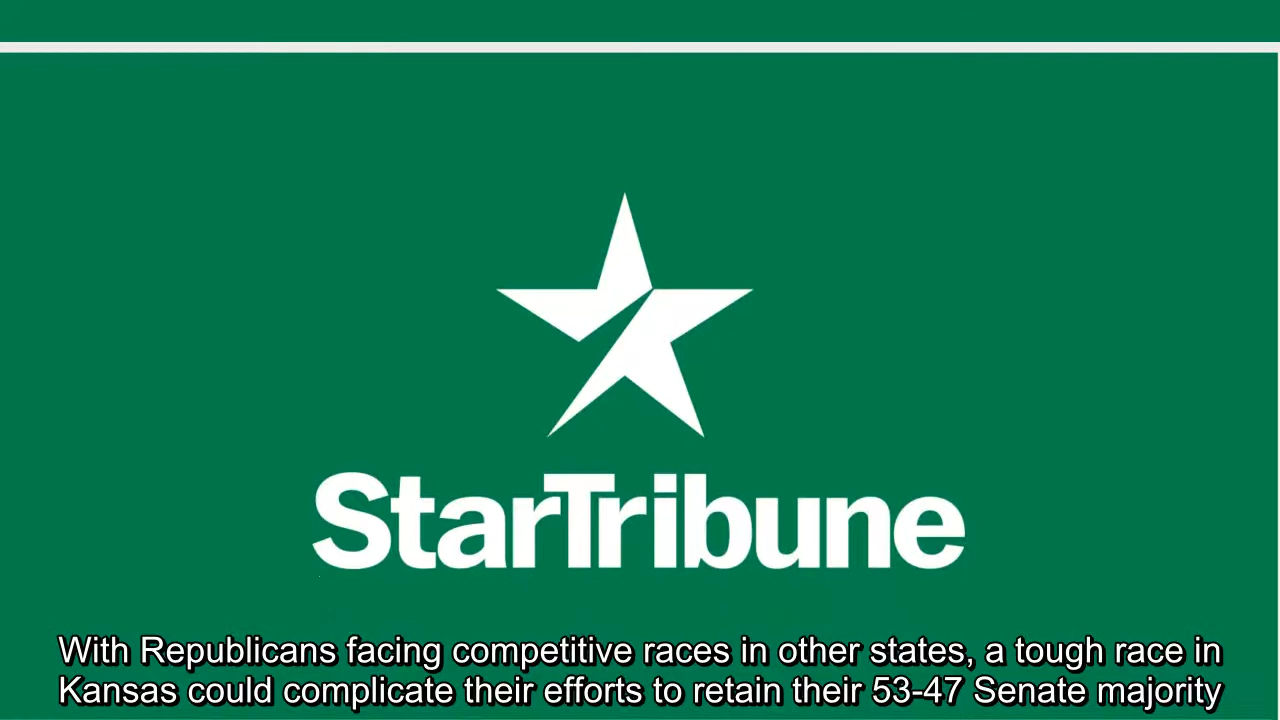 StarTribune
With Republicans facing competitive races in other states, a tough race in
Kansas could complicate their efforts to retain their 53-47 Senate majority